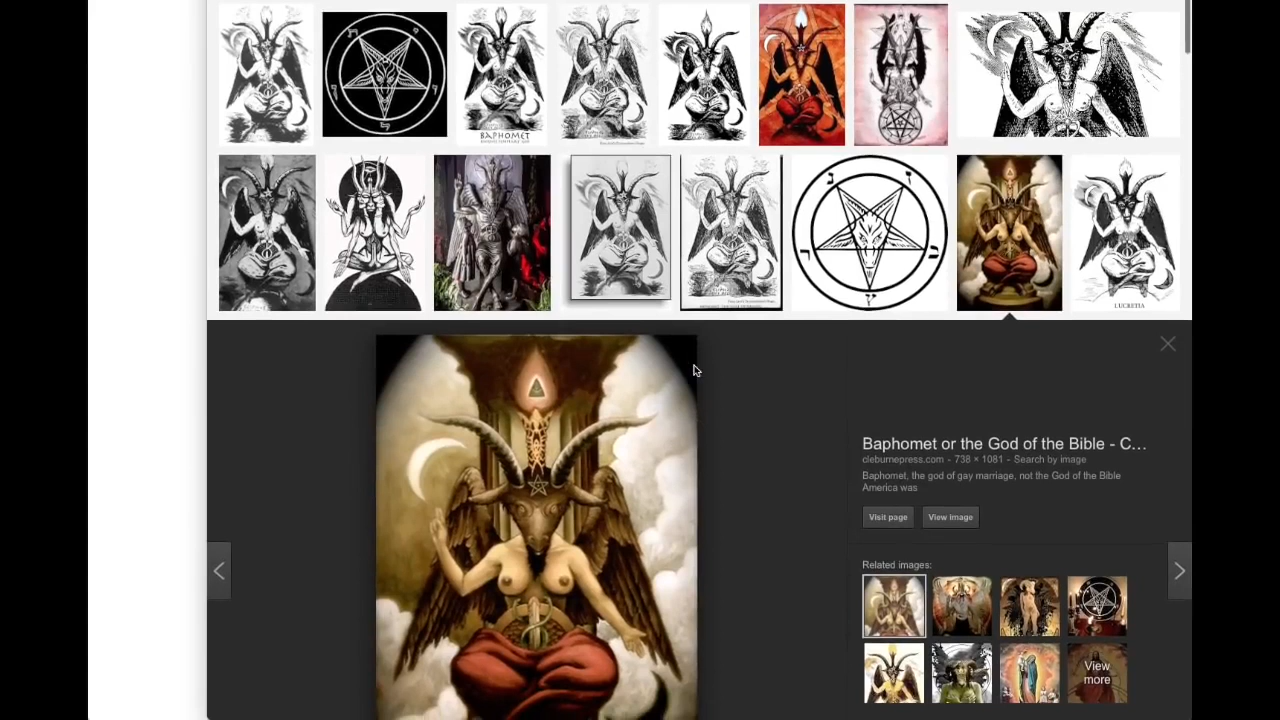 BAPHOMET
LUCRETIA
Baphomet or the God of the Bible - C...
cleburnepress.com - 738 × 1081 - Search by image
Baphomet, the god of gay marriage, not the God of the Bible
America was
Visit page
View image
Related images:
View
more